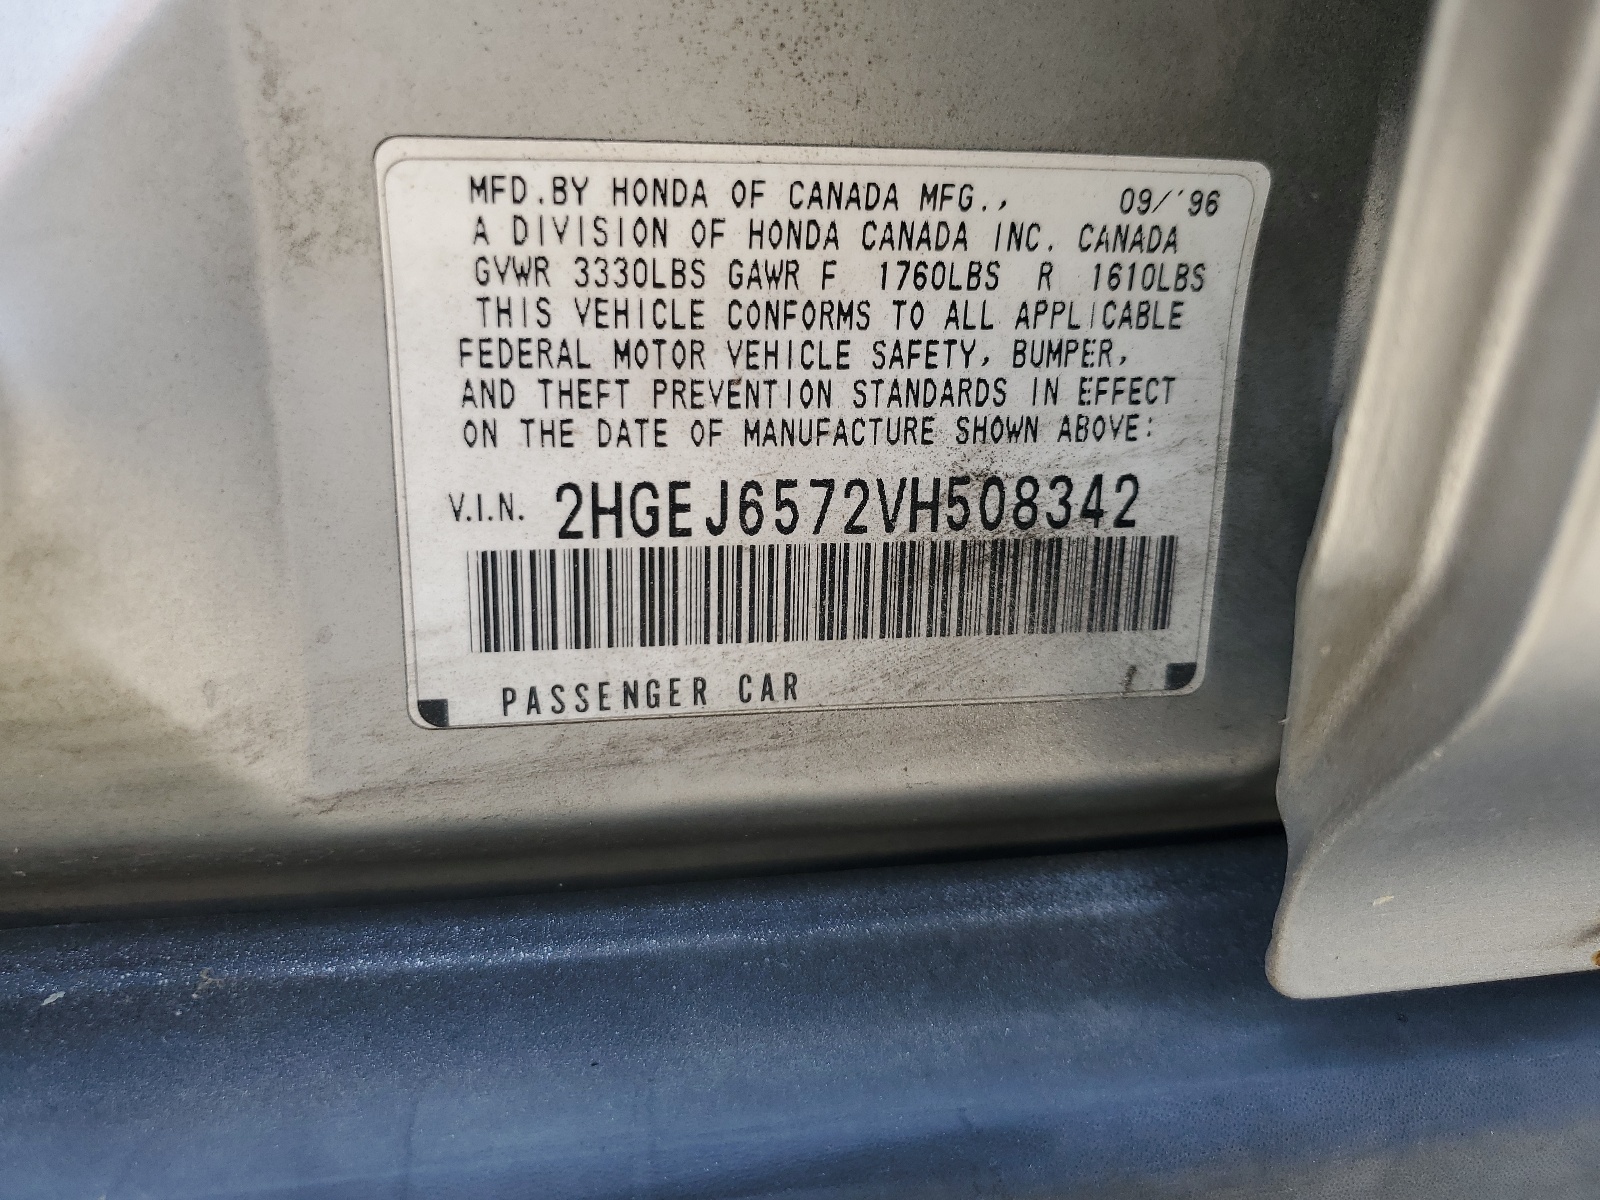 MFD.BY HONDA OF CANADA MFG., 09/'96
A DIVISION OF HONDA CANADA INC. CANADA
GVWR 3330LBS GAWR F 1760LBS R 1610LBS
THIS VEHICLE CONFORMS TO ALL APPLICABLE
FEDERAL MOTOR VEHICLE SAFETY, BUMPER,
AND THEFT PREVENTION STANDARDS IN EFFECT
ON THE DATE OF MANUFACTURE SHOWN ABOVE:
V.I.N. 2HGEJ6572VH508342
PASSENGER CAR